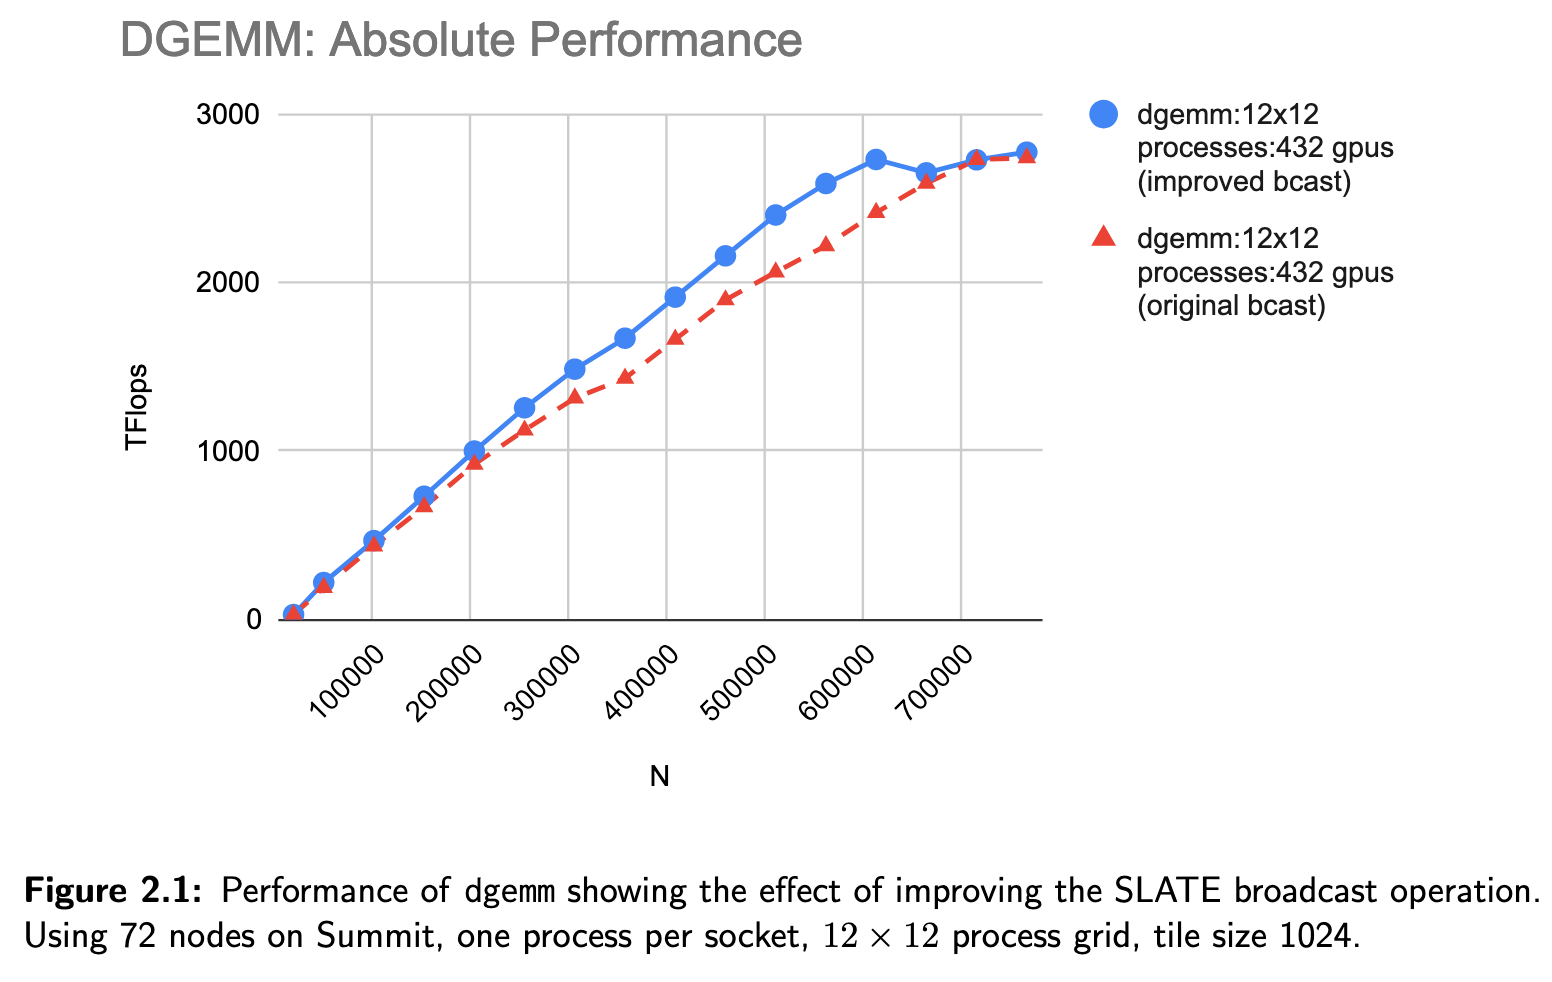 DGEMM: Absolute Performance
3000
2000
1000
0
TFlops
100000
200000
300000
400000
500000
600000
700000
N
dgemm:12x12
processes:432 gpus
(improved bcast)
dgemm:12x12
processes:432 gpus
(original bcast)
Figure 2.1: Performance of dgemm showing the effect of improving the SLATE broadcast operation.
Using 72 nodes on Summit, one process per socket, 12 × 12 process grid, tile size 1024.